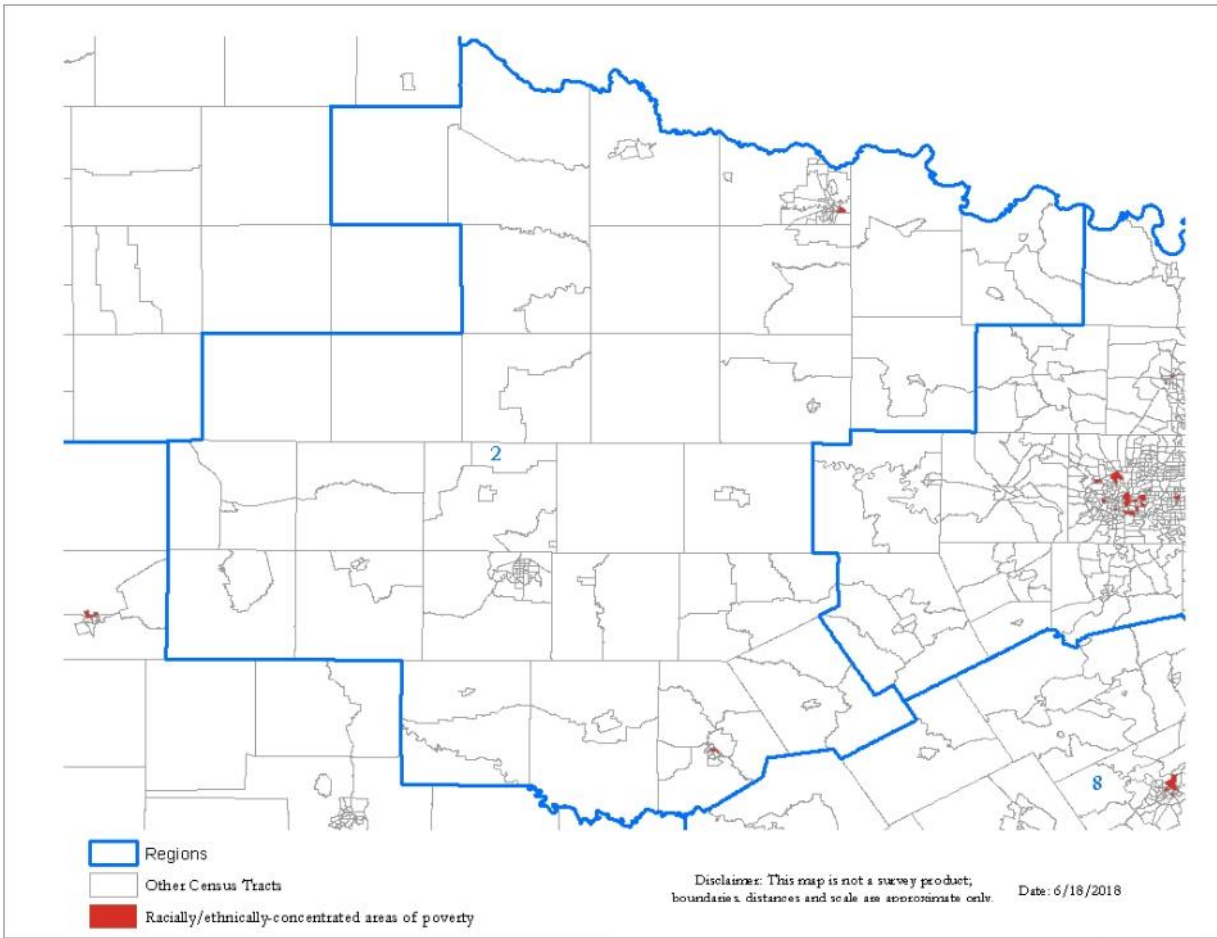 2
8
Regions
Other Census Tracts
Racially/ethnically-concentrated areas of poverty
Disclaimer: This map is not a survey product;
boundaries, distances and scale are approximate only.
Date: 6/18/2018